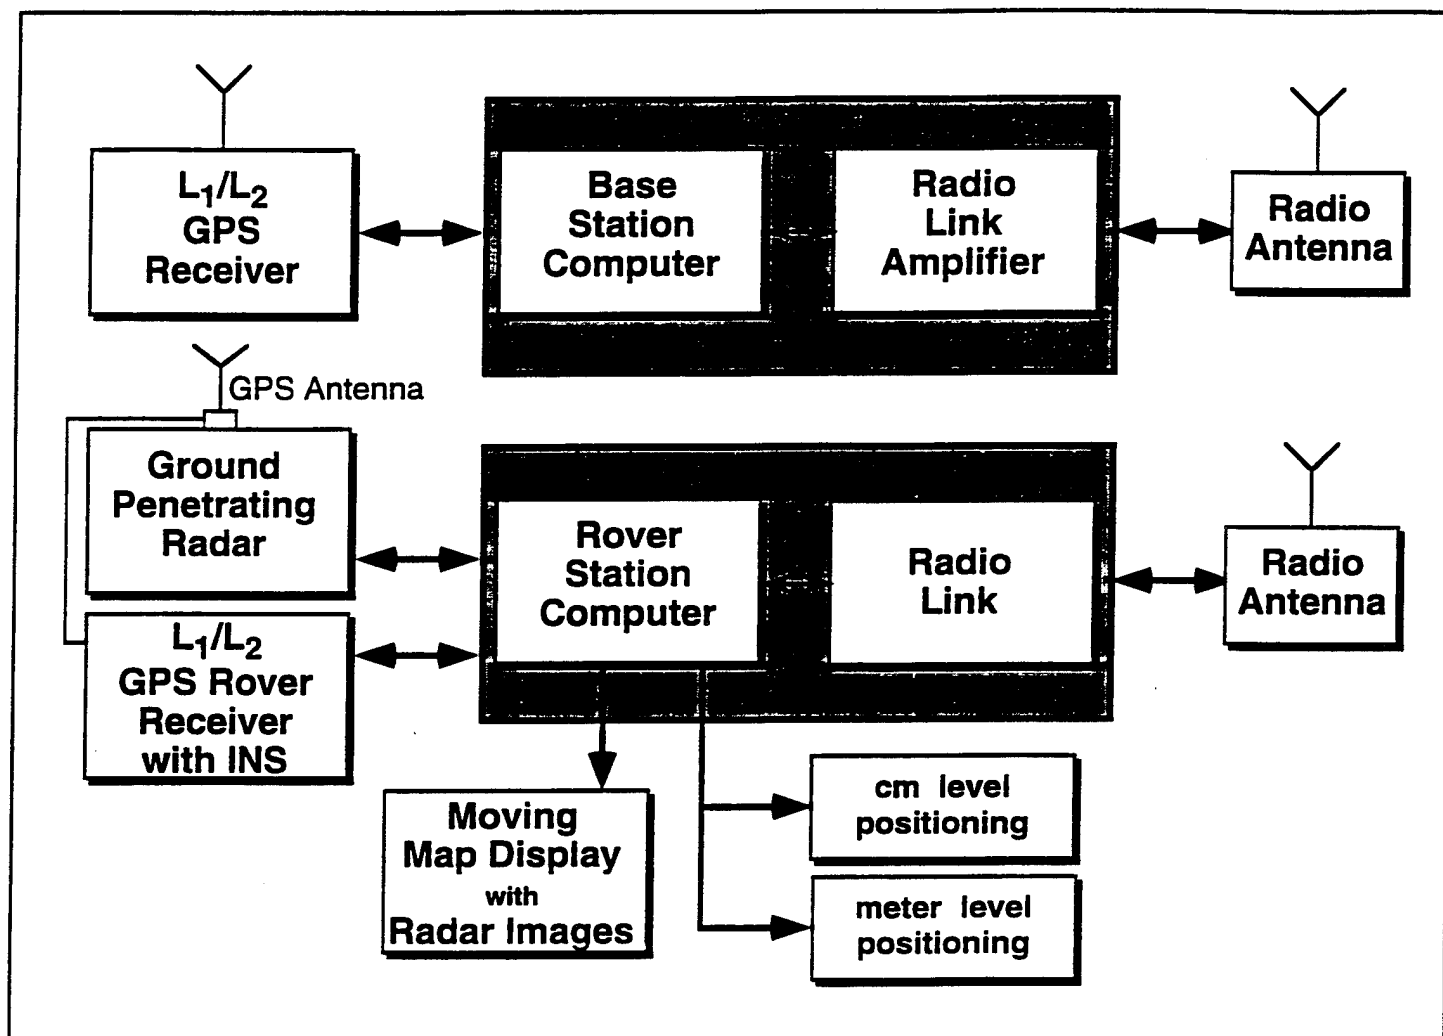 L₁/L₂
GPS
Receiver
Base
Station
Computer
Radio
Link
Amplifier
Radio
Antenna
GPS Antenna
Ground
Penetrating
Radar
L₁/L₂
GPS Rover
Receiver
with INS
Rover
Station
Computer
Radio
Link
Radio
Antenna
Moving
Map Display
with
Radar Images
cm level
positioning
meter level
positioning